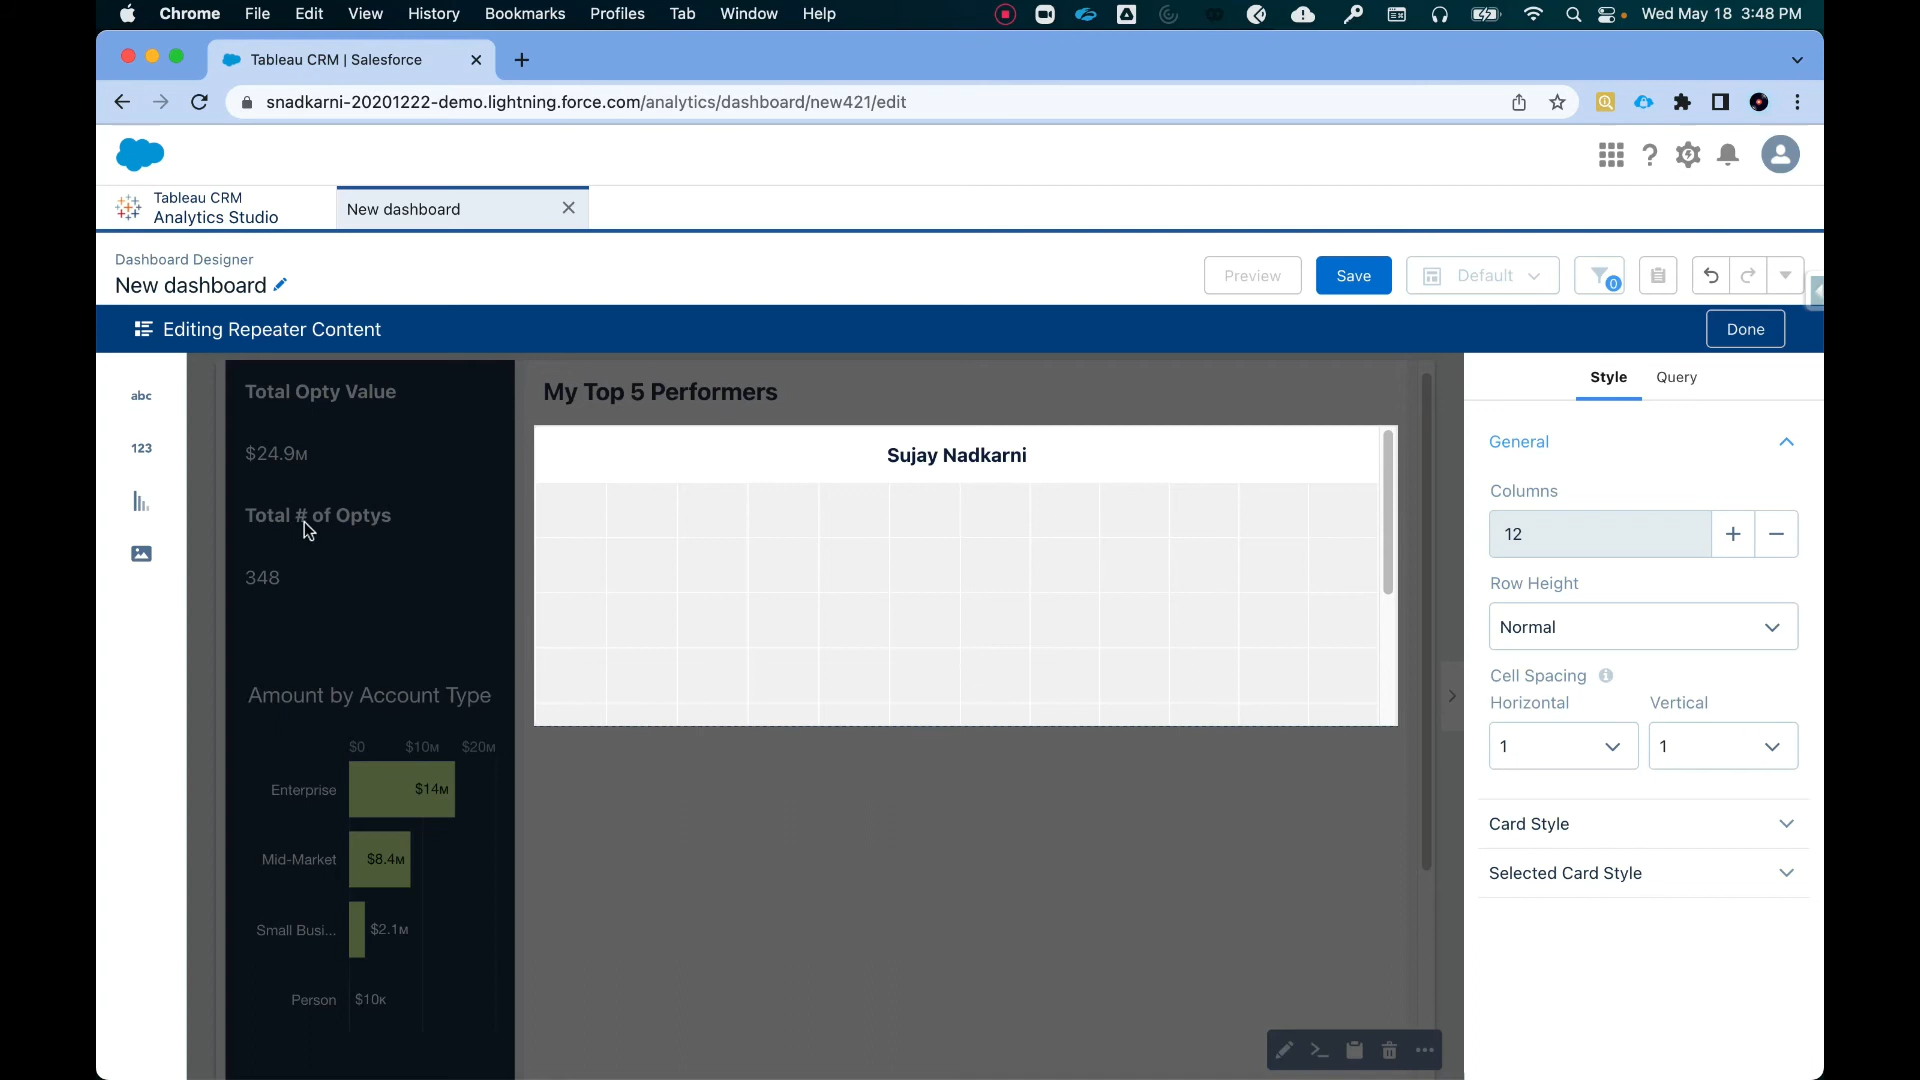 Chrome File Edit View History Bookmarks Profiles Tab Window Help Wed May 18 3:48 PM
Tableau CRM | Salesforce
snadkarni-20201222-demo.lightning.force.com/analytics/dashboard/new421/edit
Tableau CRM
Analytics Studio
New dashboard
Dashboard Designer
New dashboard
Preview Save Default 0
Editing Repeater Content Done
abc
123
Total Opty Value
$24.9M
Total # of Optys
348
Amount by Account Type
$0 $10M $20M
Enterprise $14M
Mid-Market $8.4M
Small Busi... $2.1M
Person $10K
My Top 5 Performers
Sujay Nadkarni
Style Query
General
Columns
12
Row Height
Normal
Cell Spacing
Horizontal Vertical
1 1
Card Style
Selected Card Style